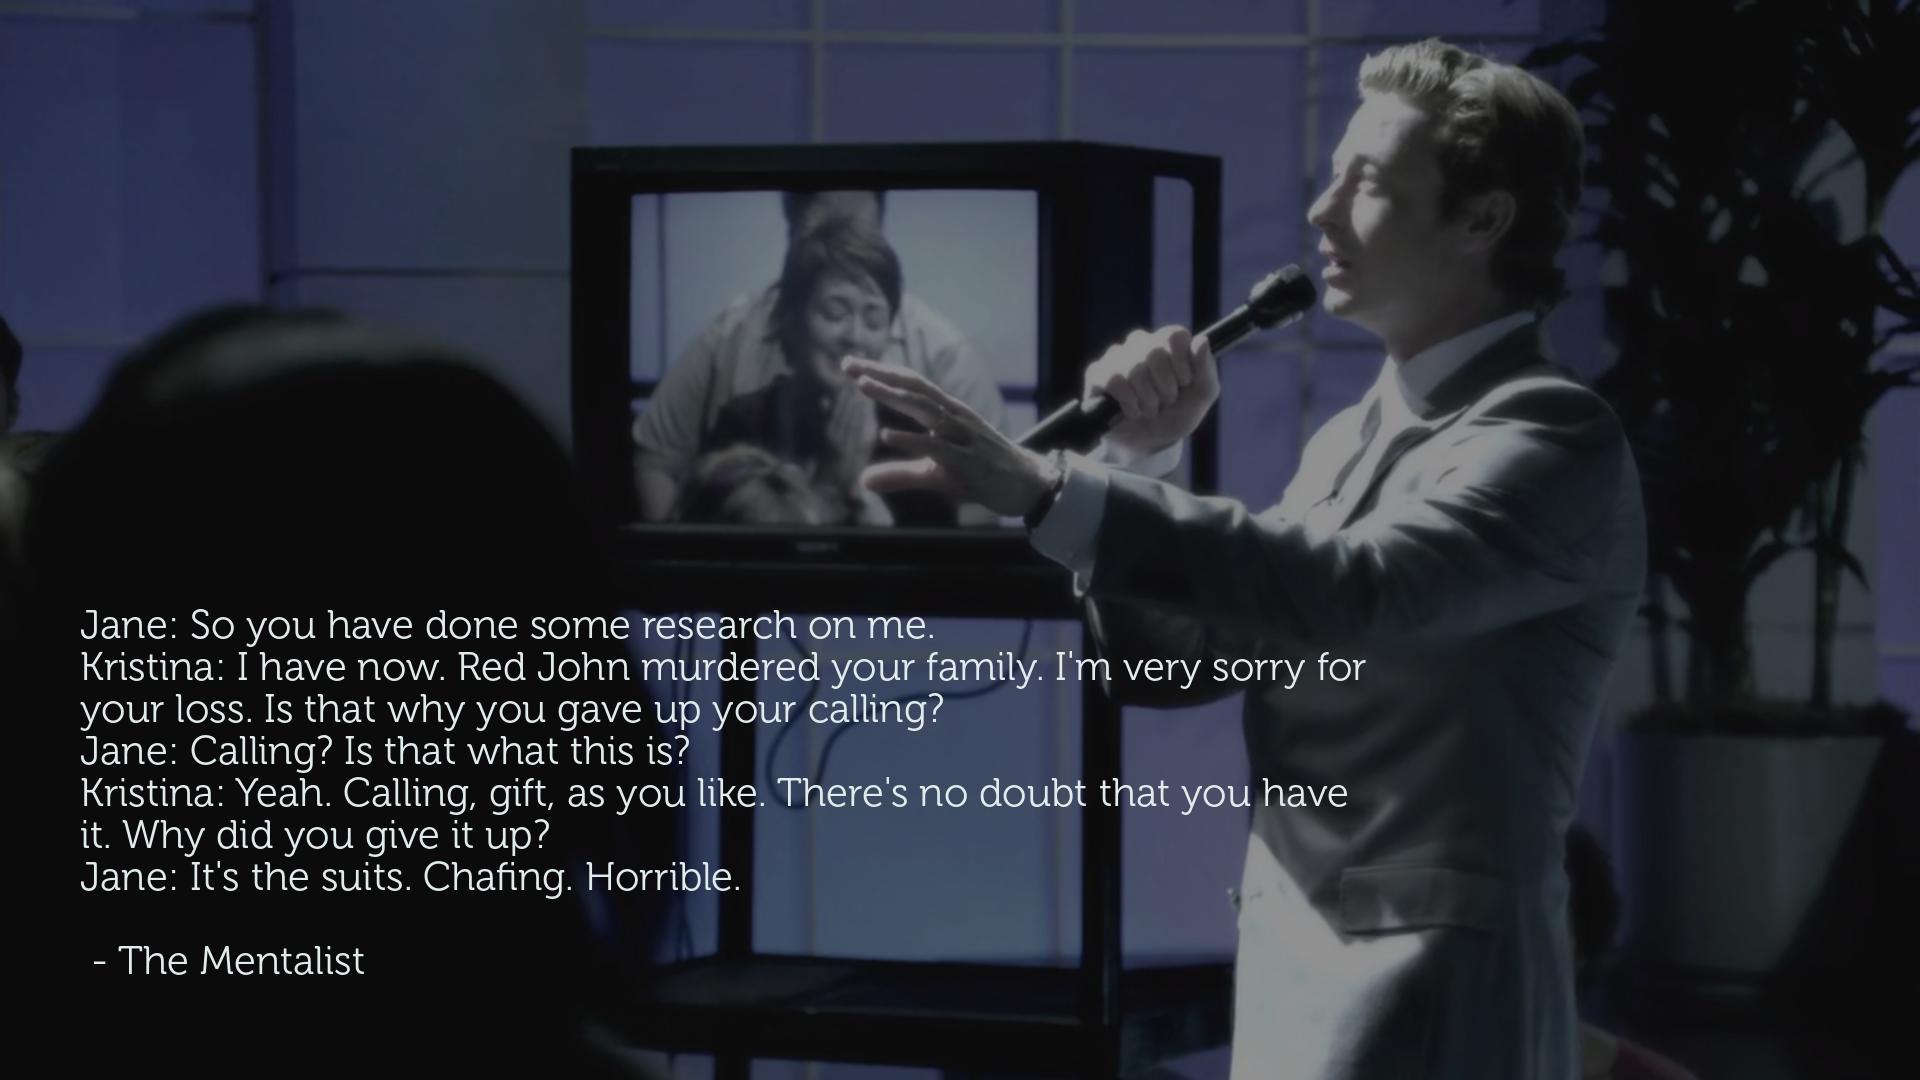 Jane: So you have done some research on me.
Kristina: I have now. Red John murdered your family. I'm very sorry for
your loss. Is that why you gave up your calling?
Jane: Calling? Is that what this is?
Kristina: Yeah. Calling, gift, as you like. There's no doubt that you have
it. Why did you give it up?
Jane: It's the suits. Chafing. Horrible.
- The Mentalist